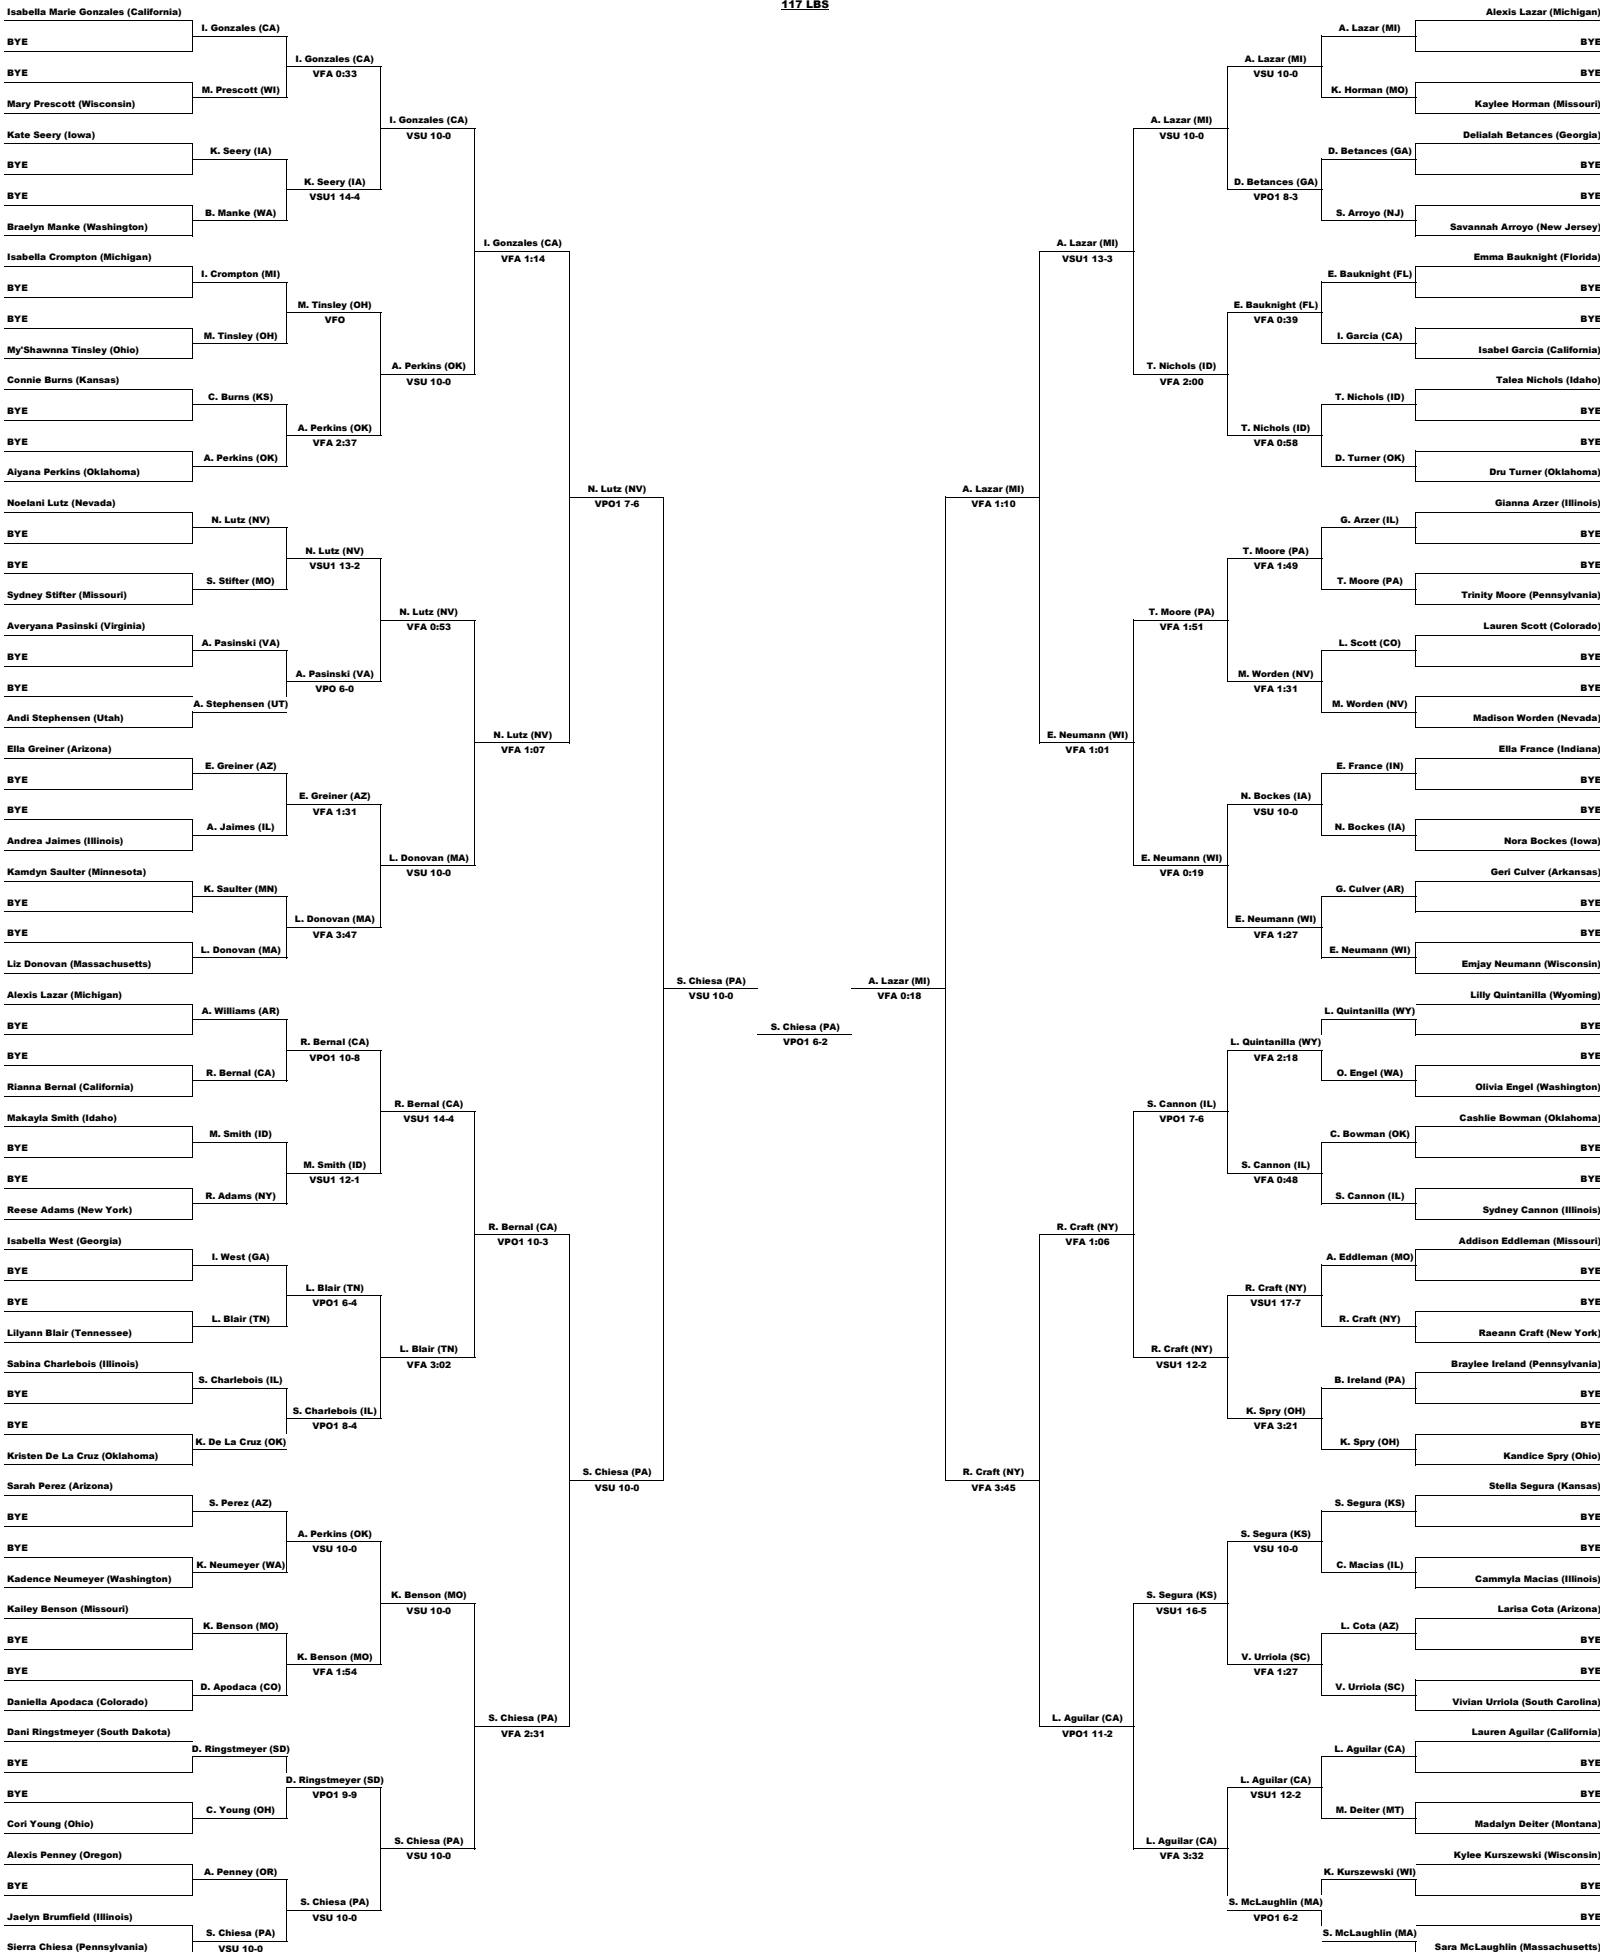 117 LBS
Isabella Marie Gonzales (California)
BYE
BYE
Mary Prescott (Wisconsin)
Kate Seery (Iowa)
BYE
BYE
Braelyn Manke (Washington)
Isabella Crompton (Michigan)
BYE
BYE
My'Shawnna Tinsley (Ohio)
Connie Burns (Kansas)
BYE
BYE
Aiyana Perkins (Oklahoma)
Noelani Lutz (Nevada)
BYE
BYE
Sydney Stifter (Missouri)
Averyana Pasinski (Virginia)
BYE
BYE
Andi Stephensen (Utah)
Ella Greiner (Arizona)
BYE
BYE
Andrea Jaimes (Illinois)
Kamdyn Saulter (Minnesota)
BYE
BYE
Liz Donovan (Massachusetts)
Alexis Lazar (Michigan)
BYE
BYE
Rianna Bernal (California)
Makayla Smith (Idaho)
BYE
BYE
Reese Adams (New York)
Isabella West (Georgia)
BYE
BYE
Lilyann Blair (Tennessee)
Sabina Charlebois (Illinois)
BYE
BYE
Kristen De La Cruz (Oklahoma)
Sarah Perez (Arizona)
BYE
BYE
Kadence Neumeyer (Washington)
Kailey Benson (Missouri)
BYE
BYE
Daniella Apodaca (Colorado)
Dani Ringstmeyer (South Dakota)
BYE
BYE
Cori Young (Ohio)
Alexis Penney (Oregon)
BYE
Jaelyn Brumfield (Illinois)
Sierra Chiesa (Pennsylvania)
I. Gonzales (CA)
M. Prescott (WI)
K. Seery (IA)
B. Manke (WA)
I. Crompton (MI)
M. Tinsley (OH)
C. Burns (KS)
A. Perkins (OK)
N. Lutz (NV)
S. Stifter (MO)
A. Pasinski (VA)
A. Stephensen (UT)
E. Greiner (AZ)
A. Jaimes (IL)
K. Saulter (MN)
L. Donovan (MA)
A. Williams (AR)
R. Bernal (CA)
M. Smith (ID)
R. Adams (NY)
I. West (GA)
L. Blair (TN)
S. Charlebois (IL)
K. De La Cruz (OK)
S. Perez (AZ)
K. Neumeyer (WA)
K. Benson (MO)
D. Apodaca (CO)
D. Ringstmeyer (SD)
C. Young (OH)
A. Penney (OR)
S. Chiesa (PA)
VSU 10-0
I. Gonzales (CA)
VFA 0:33
K. Seery (IA)
VSU1 14-4
M. Tinsley (OH)
VFO
A. Perkins (OK)
VFA 2:37
N. Lutz (NV)
VSU1 13-2
A. Pasinski (VA)
VPO 6-0
E. Greiner (AZ)
VFA 1:31
L. Donovan (MA)
VFA 3:47
R. Bernal (CA)
VPO1 10-8
M. Smith (ID)
VSU1 12-1
L. Blair (TN)
VPO1 6-4
S. Charlebois (IL)
VPO1 8-4
A. Perkins (OK)
VSU 10-0
K. Benson (MO)
VFA 1:54
D. Ringstmeyer (SD)
VPO1 9-9
S. Chiesa (PA)
VSU 10-0
I. Gonzales (CA)
VSU 10-0
A. Perkins (OK)
VSU 10-0
N. Lutz (NV)
VFA 0:53
L. Donovan (MA)
VSU 10-0
R. Bernal (CA)
VSU1 14-4
L. Blair (TN)
VFA 3:02
K. Benson (MO)
VSU 10-0
S. Chiesa (PA)
VSU 10-0
I. Gonzales (CA)
VFA 1:14
N. Lutz (NV)
VFA 1:07
R. Bernal (CA)
VPO1 10-3
S. Chiesa (PA)
VFA 2:31
N. Lutz (NV)
VPO1 7-6
S. Chiesa (PA)
VSU 10-0
S. Chiesa (PA)
VSU 10-0
S. Chiesa (PA)
VPO1 6-2
A. Lazar (MI)
VFA 0:18
A. Lazar (MI)
VFA 1:10
R. Craft (NY)
VFA 3:45
A. Lazar (MI)
VSU1 13-3
E. Neumann (WI)
VFA 1:01
R. Craft (NY)
VFA 1:06
L. Aguilar (CA)
VPO1 11-2
A. Lazar (MI)
VSU 10-0
T. Nichols (ID)
VFA 2:00
T. Moore (PA)
VFA 1:51
E. Neumann (WI)
VFA 0:19
S. Cannon (IL)
VPO1 7-6
R. Craft (NY)
VSU1 12-2
S. Segura (KS)
VSU1 16-5
L. Aguilar (CA)
VFA 3:32
A. Lazar (MI)
VSU 10-0
D. Betances (GA)
VPO1 8-3
E. Bauknight (FL)
VFA 0:39
T. Nichols (ID)
VFA 0:58
T. Moore (PA)
VFA 1:49
M. Worden (NV)
VFA 1:31
N. Bockes (IA)
VSU 10-0
E. Neumann (WI)
VFA 1:27
L. Quintanilla (WY)
VFA 2:18
S. Cannon (IL)
VFA 0:48
R. Craft (NY)
VSU1 17-7
K. Spry (OH)
VFA 3:21
S. Segura (KS)
VSU 10-0
V. Urriola (SC)
VFA 1:27
L. Aguilar (CA)
VSU1 12-2
S. McLaughlin (MA)
VPO1 6-2
A. Lazar (MI)
K. Horman (MO)
D. Betances (GA)
S. Arroyo (NJ)
E. Bauknight (FL)
I. Garcia (CA)
T. Nichols (ID)
D. Turner (OK)
G. Arzer (IL)
T. Moore (PA)
L. Scott (CO)
M. Worden (NV)
E. France (IN)
N. Bockes (IA)
G. Culver (AR)
E. Neumann (WI)
L. Quintanilla (WY)
O. Engel (WA)
C. Bowman (OK)
S. Cannon (IL)
A. Eddleman (MO)
R. Craft (NY)
B. Ireland (PA)
K. Spry (OH)
S. Segura (KS)
C. Macias (IL)
L. Cota (AZ)
V. Urriola (SC)
L. Aguilar (CA)
M. Deiter (MT)
K. Kurszewski (WI)
S. McLaughlin (MA)
Alexis Lazar (Michigan)
BYE
BYE
Kaylee Horman (Missouri)
Delialah Betances (Georgia)
BYE
BYE
Savannah Arroyo (New Jersey)
Emma Bauknight (Florida)
BYE
BYE
Isabel Garcia (California)
Talea Nichols (Idaho)
BYE
BYE
Dru Turner (Oklahoma)
Gianna Arzer (Illinois)
BYE
BYE
Trinity Moore (Pennsylvania)
Lauren Scott (Colorado)
BYE
BYE
Madison Worden (Nevada)
Ella France (Indiana)
BYE
BYE
Nora Bockes (Iowa)
Geri Culver (Arkansas)
BYE
BYE
Emjay Neumann (Wisconsin)
Lilly Quintanilla (Wyoming)
BYE
BYE
Olivia Engel (Washington)
Cashlie Bowman (Oklahoma)
BYE
BYE
Sydney Cannon (Illinois)
Addison Eddleman (Missouri)
BYE
BYE
Raeann Craft (New York)
Braylee Ireland (Pennsylvania)
BYE
BYE
Kandice Spry (Ohio)
Stella Segura (Kansas)
BYE
BYE
Cammyla Macias (Illinois)
Larisa Cota (Arizona)
BYE
BYE
Vivian Urriola (South Carolina)
Lauren Aguilar (California)
BYE
BYE
Madalyn Deiter (Montana)
Kylee Kurszewski (Wisconsin)
BYE
BYE
Sara McLaughlin (Massachusetts)